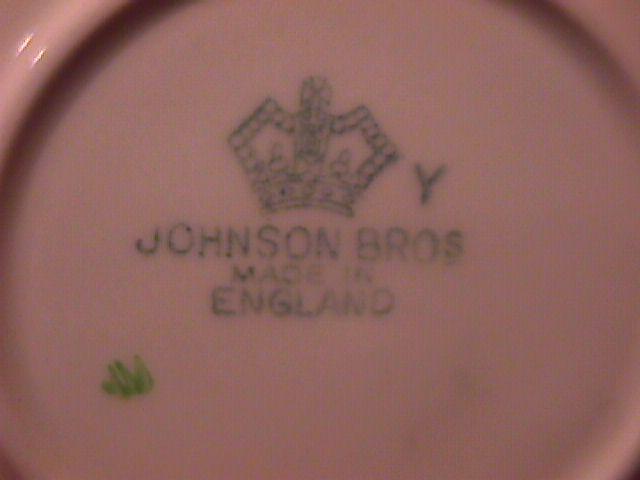 Y
JOHNSON BROS
MADE IN
ENGLAND